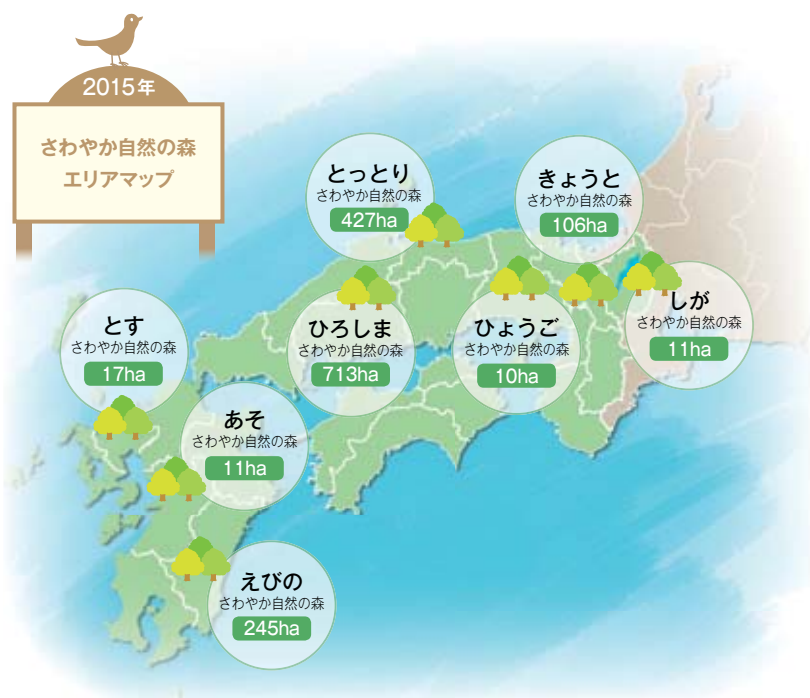 2015年
さわやか自然の森
エリアマップ
とっとり
さわやか自然の森
427ha
きょうと
さわやか自然の森
106ha
とす
さわやか自然の森
17ha
ひろしま
さわやか自然の森
713ha
ひょうご
さわやか自然の森
10ha
しが
さわやか自然の森
11ha
あそ
さわやか自然の森
11ha
えびの
さわやか自然の森
245ha